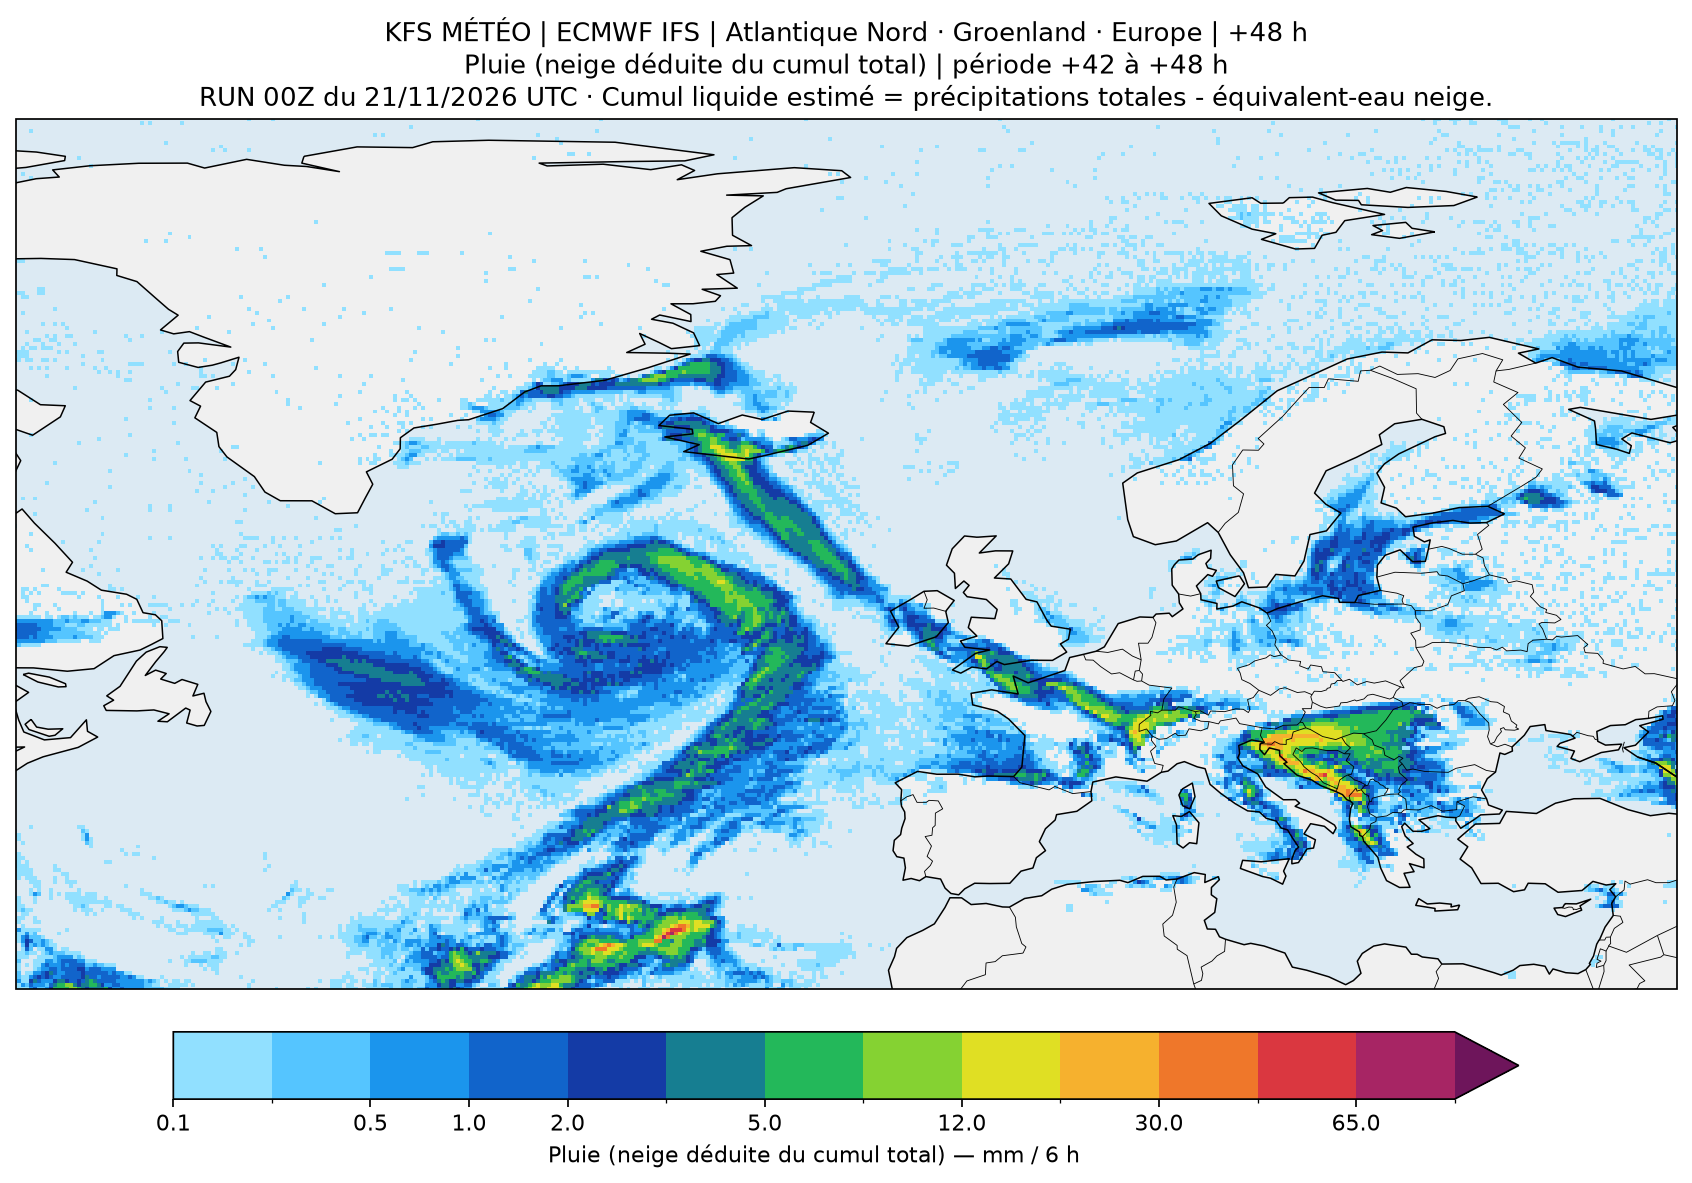 KFS MÉTÉO | ECMWF IFS | Atlantique Nord · Groenland · Europe | +48 h
Pluie (neige déduite du cumul total) | période +42 à +48 h
RUN 00Z du 21/11/2026 UTC · Cumul liquide estimé = précipitations totales - équivalent-eau neige.
0.1 0.5 1.0 2.0 5.0 12.0 30.0 65.0
Pluie (neige déduite du cumul total) — mm / 6 h